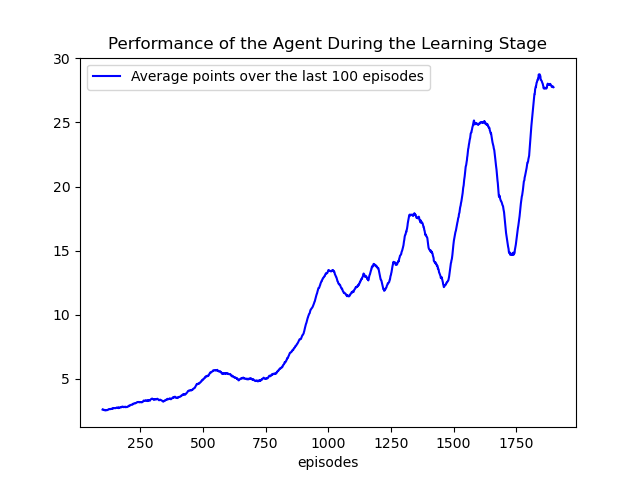 Performance of the Agent During the Learning Stage
Average points over the last 100 episodes
30
25
20
15
10
5
250 500 750 1000 1250 1500 1750
episodes